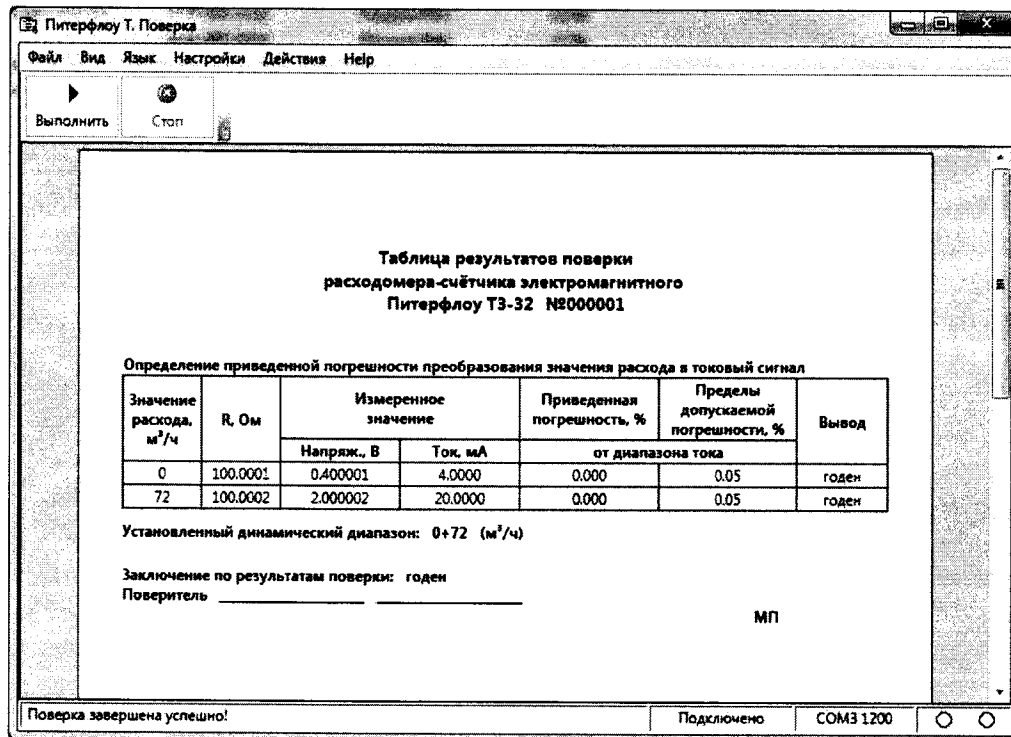 Питерфлоу Т. Поверка
Файл Вид Язык Настройки Действия Help
Выполнить Стоп
Таблица результатов поверки
расходомера-счётчика электромагнитного
Питерфлоу Т3-32 №000001
Определение приведенной погрешности преобразования значения расхода в токовый сигнал
Значение расхода, м³/ч R, Ом Измеренное значение Приведенная погрешность, % Пределы допускаемой погрешности, % Вывод
Напряж., В Ток, мА от диапазона тока
0 100.0001 0.400001 4.0000 0.000 0.05 годен
72 100.0002 2.000002 20.0000 0.000 0.05 годен
Установленный динамический диапазон: 0÷72 (м³/ч)
Заключение по результатам поверки: годен
Поверитель
МП
Поверка завершена успешно! Подключено COM3 1200